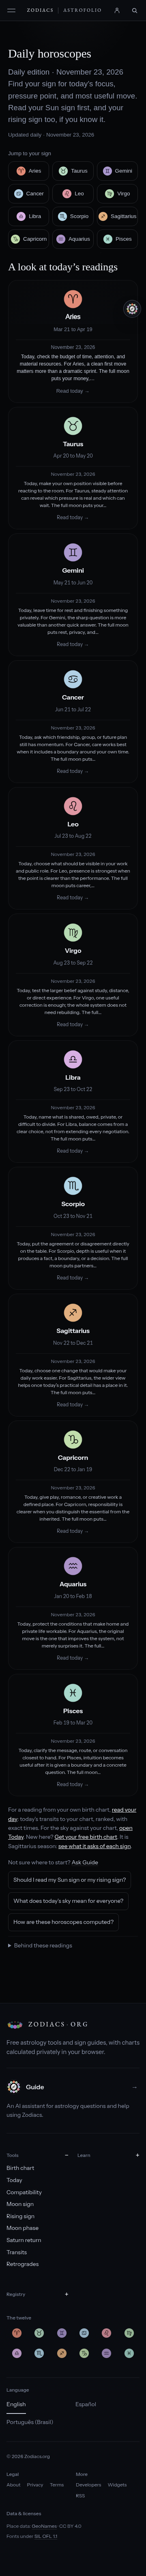 ZODIACS | ASTROFOLIO
Daily horoscopes
Daily edition · November 23, 2026
Find your sign for today's focus,
pressure point, and most useful move.
Read your Sun sign first, and your
rising sign too, if you know it.
Updated daily · November 23, 2026
Jump to your sign
Aries
Taurus
Gemini
Cancer
Leo
Virgo
Libra
Scorpio
Sagittarius
Capricorn
Aquarius
Pisces
A look at today's readings
Aries
Mar 21 to Apr 19
November 23, 2026
Today, check the budget of time, attention, and
material resources. For Aries, a clean first move
matters more than a dramatic sprint. The full moon
puts your money,...
Read today →
Taurus
Apr 20 to May 20
November 23, 2026
Today, make your own position visible before
reacting to the room. For Taurus, steady attention
can ensure pressure is real and which can
wait. The full moon puts your...
Read today →
Gemini
May 21 to Jun 20
November 23, 2026
Today, leave time for rest and finishing something
privately. For Gemini, the sharp question is more
valuable than another quick answer. The full moon
puts rest, privacy, and...
Read today →
Cancer
Jun 21 to Jul 22
November 23, 2026
Today, ask which friendship, group, or future plan
still has momentum. For Cancer, care works best
when it includes a boundary around your own time.
The full moon puts...
Read today →
Leo
Jul 23 to Aug 22
November 23, 2026
Today, choose what should be visible in your work
and public role. For Leo, presence is strongest when
the point is clearer than the performance. The full
moon puts career,...
Read today →
Virgo
Aug 23 to Sep 22
November 23, 2026
Today, test the larger belief against study, distance,
or direct experience. For Virgo, one useful
correction is enough; the whole system does not
need rebuilding. The full...
Read today →
Libra
Sep 23 to Oct 22
November 23, 2026
Today, name what is shared, owed, private, or
difficult to divide. For Libra, balance comes from a
clear choice, not from extending every negotiation.
The full moon puts...
Read today →
Scorpio
Oct 23 to Nov 21
November 23, 2026
Today, put the agreement or disagreement directly
on the table. For Scorpio, depth is useful when it
produces a fact, a boundary, or a decision. The full
moon puts partners...
Read today →
Sagittarius
Nov 22 to Dec 21
November 23, 2026
Today, choose one change that would make your
daily work easier. For Sagittarius, the wider view
helps once today's practical detail has a place in it.
The full moon puts...
Read today →
Capricorn
Dec 22 to Jan 19
November 23, 2026
Today, give play, romance, or creative work a
defined place. For Capricorn, responsibility is
cleaner when you distinguish the essential from the
inherited. The full moon puts...
Read today →
Aquarius
Jan 20 to Feb 18
November 23, 2026
Today, protect the conditions that make home and
private life workable. For Aquarius, the original
move is the one that improves the system, not
merely surprises it. The full...
Read today →
Pisces
Feb 19 to Mar 20
November 23, 2026
Today, clarify the message, route, or conversation
closest to hand. For Pisces, intuition becomes
useful after it is given a form and a concrete
question. The full moon...
Read today →
For a reading from your own birth chart, read your
day: today's transits to your chart, ranked, with
exact times. For the sky against your chart, open
Today. New here? Get your free birth chart. It is
Sagittarius season: see what it asks of each sign.
Not sure where to start? Ask Guide
Should I read my Sun sign or my rising sign?
What does today's sky mean for everyone?
How are these horoscopes computed?
▶ Behind these readings
ZODIACS·ORG
Free astrology tools and sign guides, with charts
calculated privately in your browser.
Guide
An AI assistant for astrology questions and help
using Zodiacs.
Tools
Learn
Birth chart
Today
Compatibility
Moon sign
Rising sign
Moon phase
Saturn return
Transits
Retrogrades
Registry
The twelve
Language
English
Español
Português (Brasil)
© 2026 Zodiacs.org
Legal
More
About Privacy Terms
Developers Widgets
RSS
Data & licenses
Place data: GeoNames · CC BY 4.0
Fonts under SIL OFL 1.1